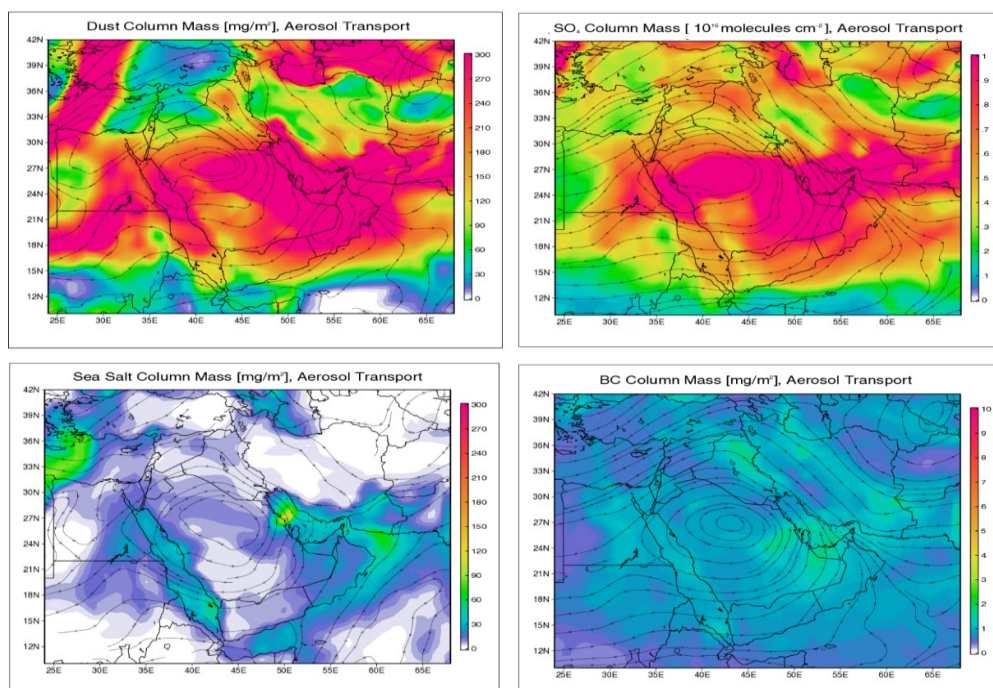 Dust Column Mass [mg/m²], Aerosol Transport
42N
39N
36N
33N
30N
27N
24N
21N
18N
15N
12N
25E 30E 35E 40E 45E 50E 55E 60E 65E
300
270
240
210
180
150
120
90
60
30
0
SO₄ Column Mass [ 10¹⁶ molecules cm⁻²], Aerosol Transport
42N
39N
36N
33N
30N
27N
24N
21N
18N
15N
12N
25E 30E 35E 40E 45E 50E 55E 60E 65E
1
.9
.8
.7
.6
.5
.4
.3
.2
.1
0
Sea Salt Column Mass [mg/m²], Aerosol Transport
42N
39N
36N
33N
30N
27N
24N
21N
18N
15N
12N
25E 30E 35E 40E 45E 50E 55E 60E 65E
300
270
240
210
180
150
120
90
60
30
0
BC Column Mass [mg/m²], Aerosol Transport
42N
39N
36N
33N
30N
27N
24N
21N
18N
15N
12N
25E 30E 35E 40E 45E 50E 55E 60E 65E
10
9
8
7
6
5
4
3
2
1
0